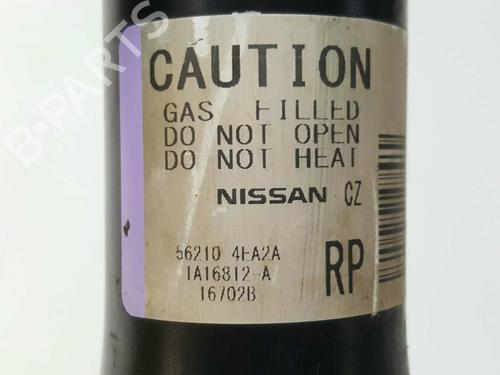 CAUTION
GAS FILLED
DO NOT OPEN
DO NOT HEAT
NISSAN CZ
56210 4EA2A
1A16812-A
16702B
RP
B-PARTS